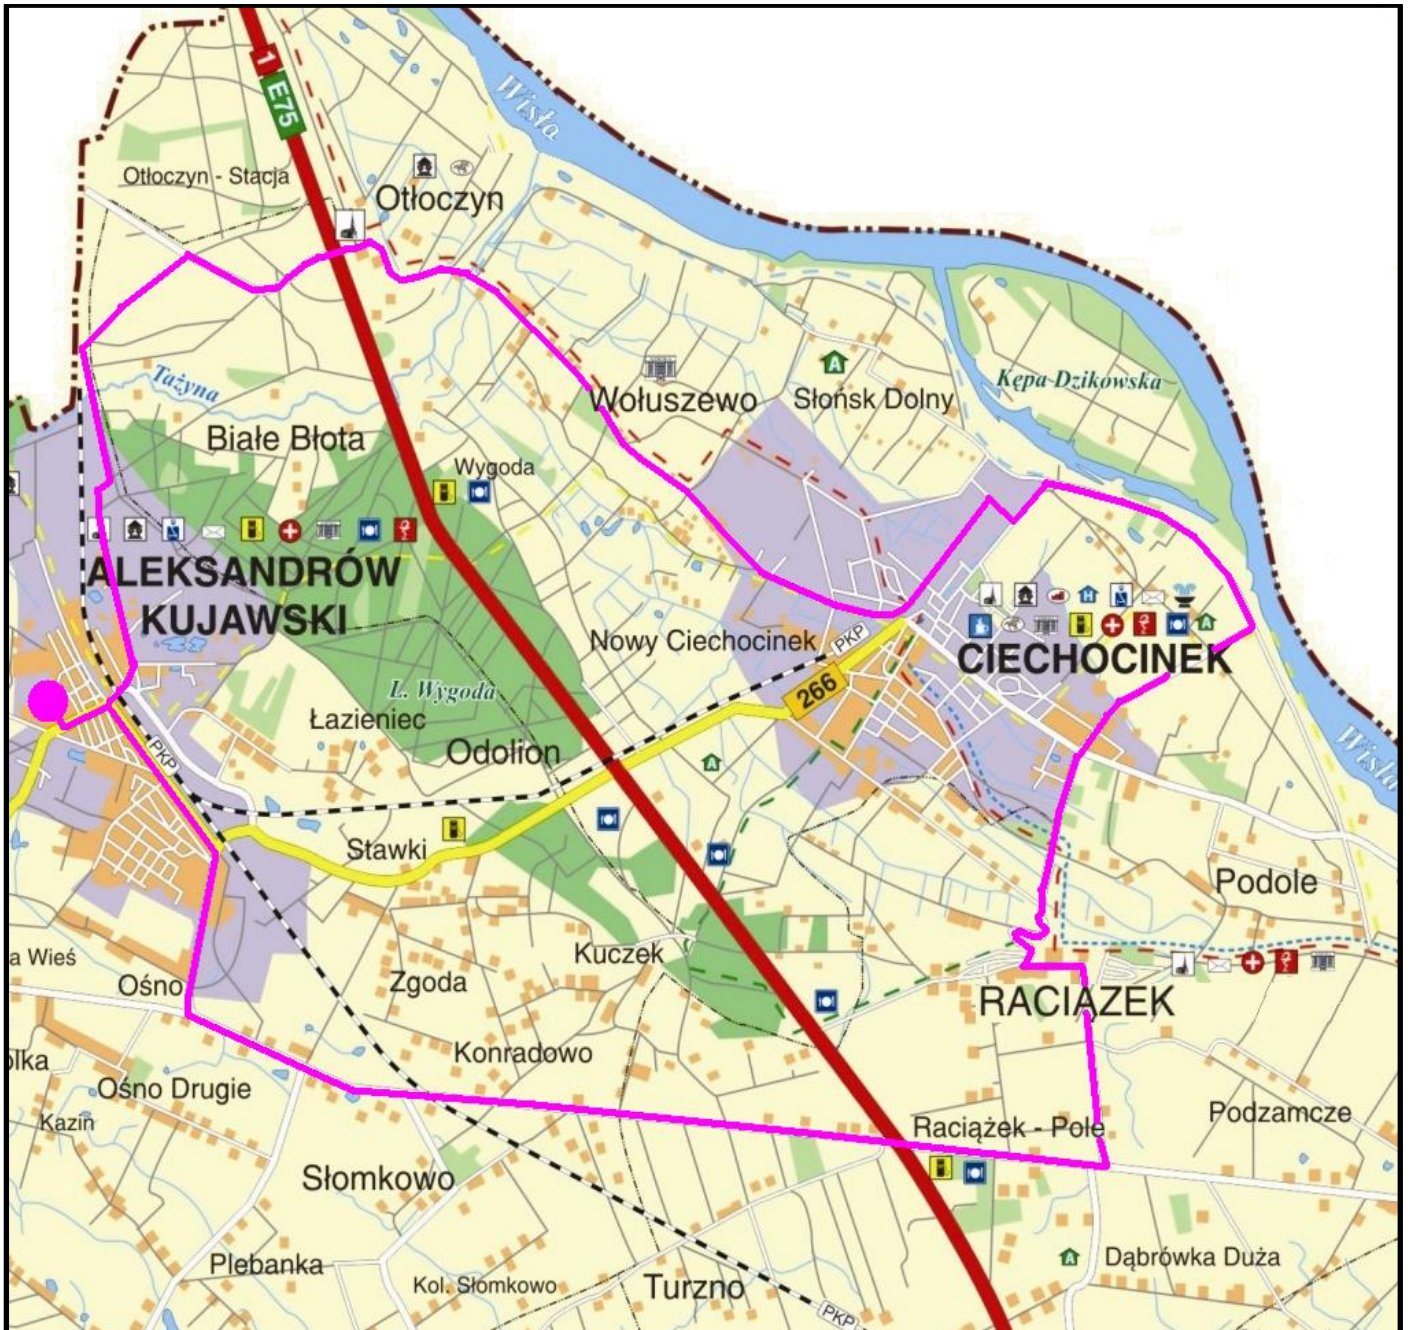 1
E75
Wisła
Otłoczyn - Stacja
Otłoczyn
Tążyna
Białe Błota
Wygoda
Wołuszewo
Słońsk Dolny
Kępa Dzikowska
ALEKSANDRÓW
KUJAWSKI
Nowy Ciechocinek
PKP
CIECHOCINEK
H
266
L. Wygoda
Łazieniec
Odolion
PKP
Wisła
Stawki
Podole
a Wieś
Ośno
Zgoda
Kuczek
RACIĄŻEK
olka
Ośno Drugie
Kazin
Konradowo
Raciążek - Pole
Podzamcze
Słomkowo
Plebanka
Kol. Słomkowo
Turzno
PKP
Dąbrówka Duża
A
A
A
A